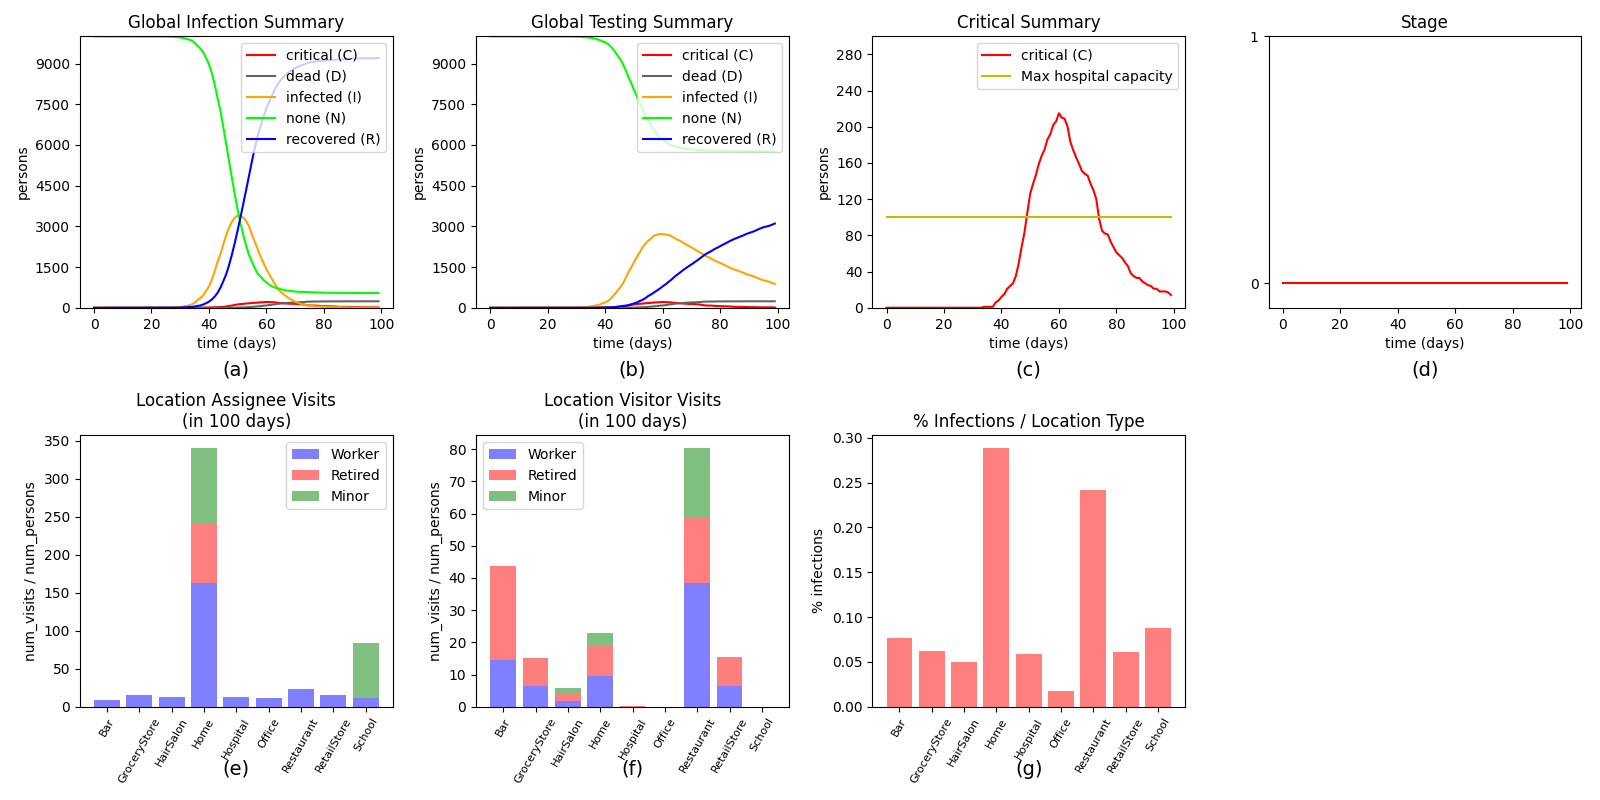 Global Infection Summary
persons
9000
7500
6000
4500
3000
1500
0
0 20 40 60 80 100
time (days)
critical (C)
dead (D)
infected (I)
none (N)
recovered (R)
(a)
Global Testing Summary
persons
9000
7500
6000
4500
3000
1500
0
0 20 40 60 80 100
time (days)
critical (C)
dead (D)
infected (I)
none (N)
recovered (R)
(b)
Critical Summary
persons
280
240
200
160
120
80
40
0
0 20 40 60 80 100
time (days)
critical (C)
Max hospital capacity
(c)
Stage
1
0
0 20 40 60 80 100
time (days)
(d)
Location Assignee Visits
(in 100 days)
num_visits / num_persons
350
300
250
200
150
100
50
0
Worker
Retired
Minor
Bar
GroceryStore
HairSalon
Home
Hospital
Office
Restaurant
RetailStore
School
(e)
Location Visitor Visits
(in 100 days)
num_visits / num_persons
80
70
60
50
40
30
20
10
0
Worker
Retired
Minor
Bar
GroceryStore
HairSalon
Home
Hospital
Office
Restaurant
RetailStore
School
(f)
% Infections / Location Type
% infections
0.30
0.25
0.20
0.15
0.10
0.05
0.00
Bar
GroceryStore
HairSalon
Home
Hospital
Office
Restaurant
RetailStore
School
(g)